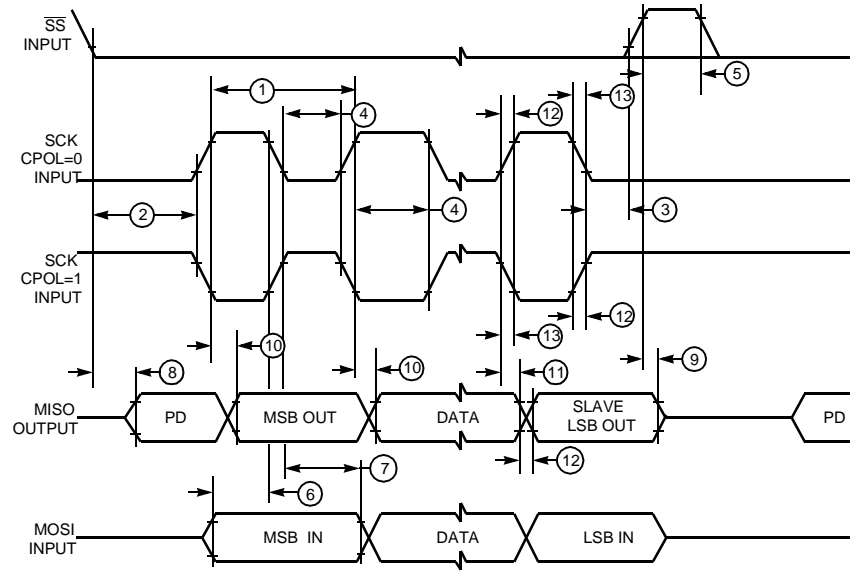 SS
INPUT
5
1
13
4
12
SCK
CPOL=0
INPUT
2
4
3
SCK
CPOL=1
INPUT
12
13
10
8
10
11
9
MISO
OUTPUT
PD
MSB OUT
DATA
SLAVE
LSB OUT
PD
7
12
6
MOSI
INPUT
MSB IN
DATA
LSB IN